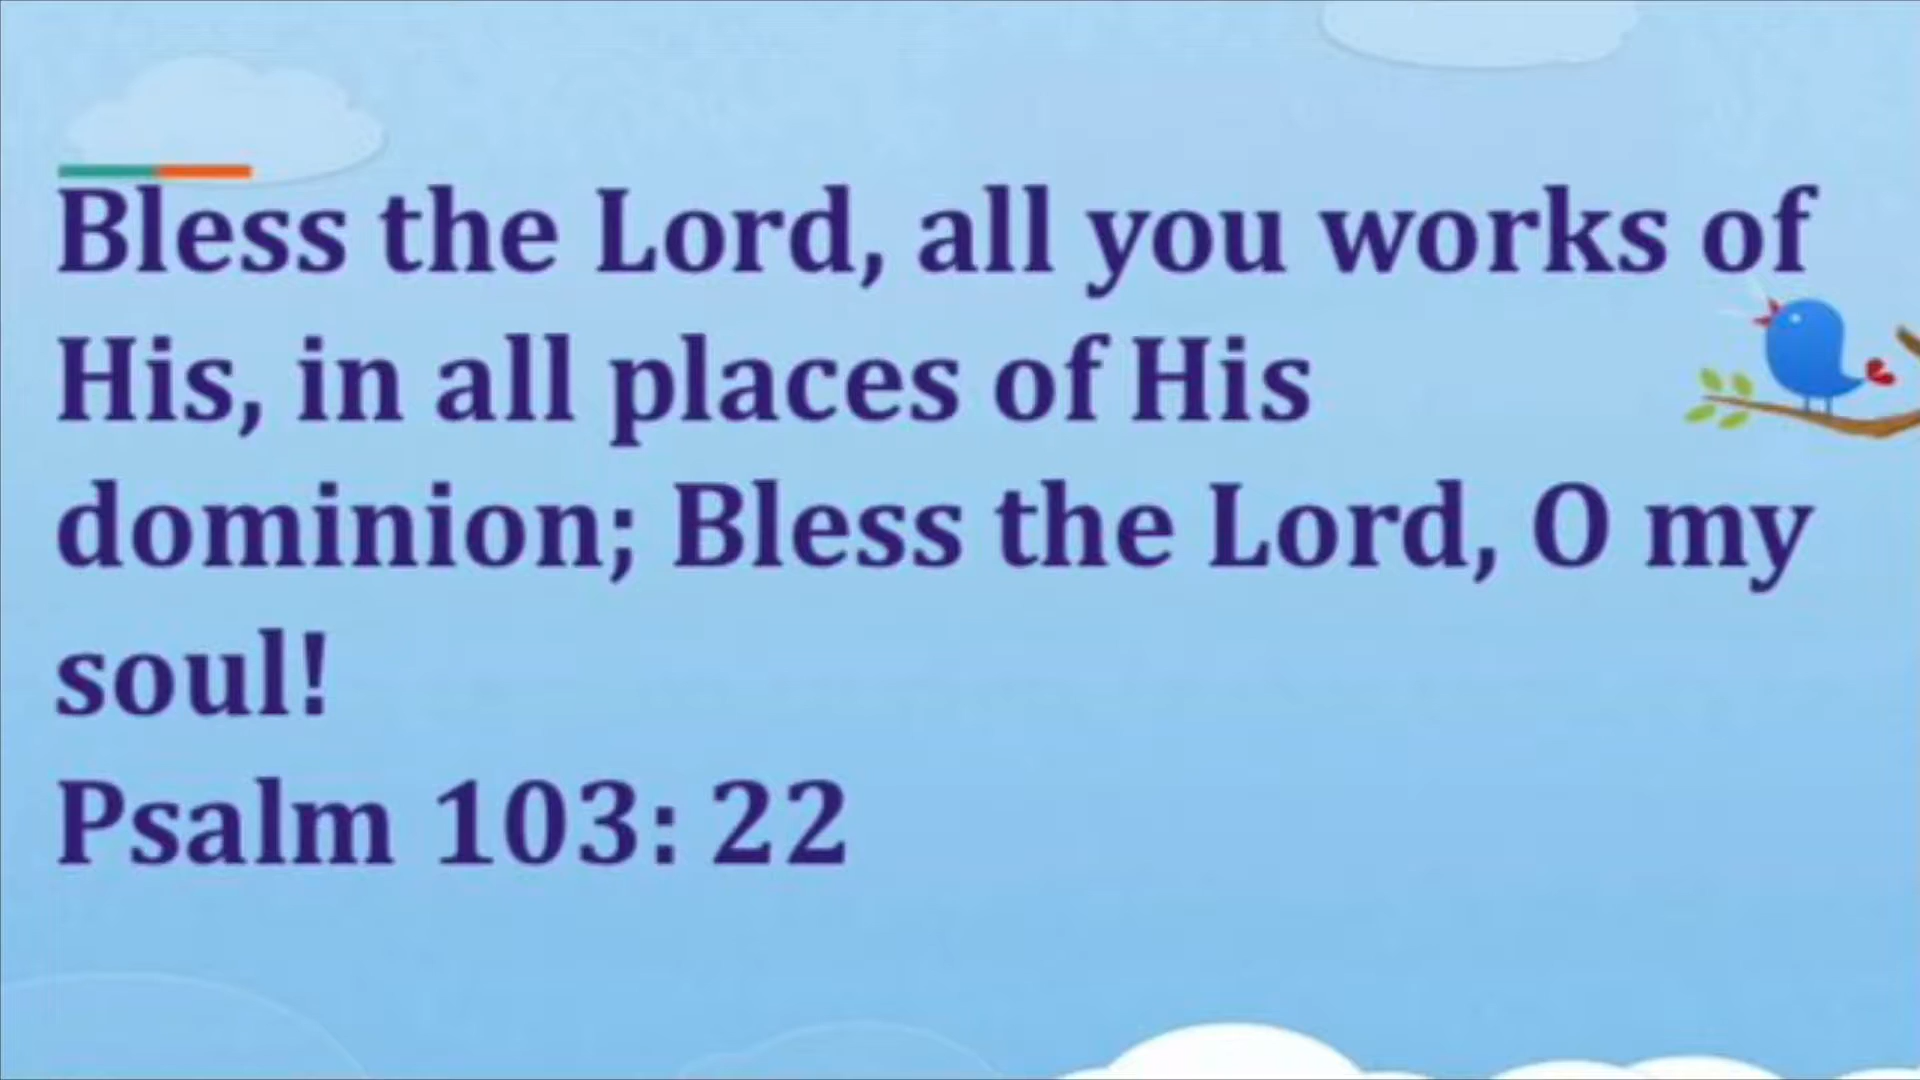 Bless the Lord, all you works of
His, in all places of His
dominion; Bless the Lord, O my
soul!
Psalm 103: 22